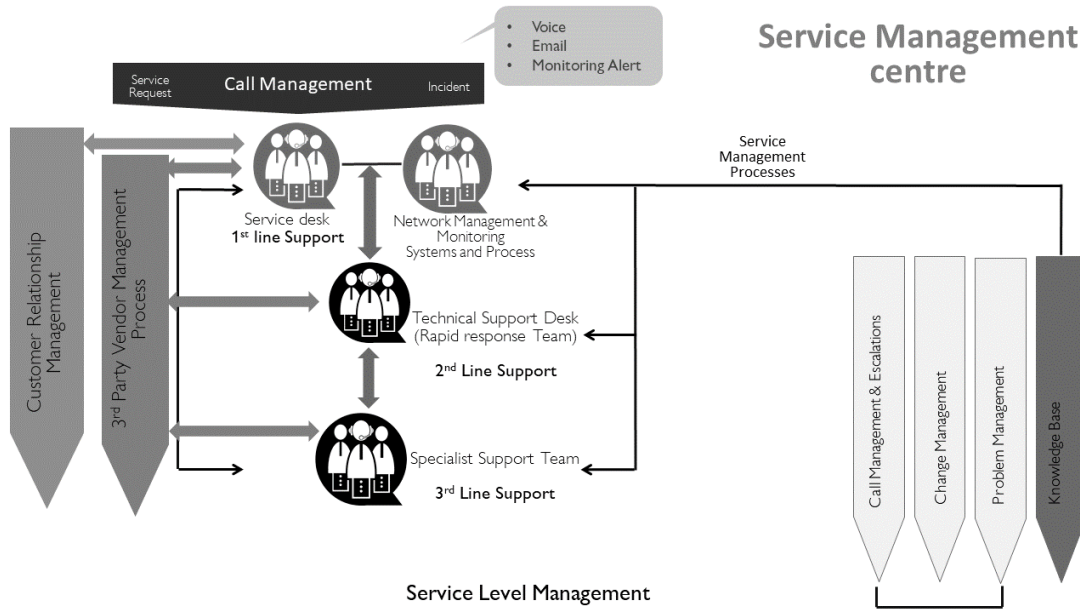 • Voice
• Email
• Monitoring Alert
Service Management
centre
Service
Request
Call Management
Incident
Service
Management
Processes
Service desk
1st line Support
Network Management &
Monitoring
Systems and Process
Customer Relationship
Management
3rd Party Vendor Management
Process
Technical Support Desk
(Rapid response Team)
2nd Line Support
Specialist Support Team
3rd Line Support
Call Management & Escalations
Change Management
Problem Management
Knowledge Base
Service Level Management